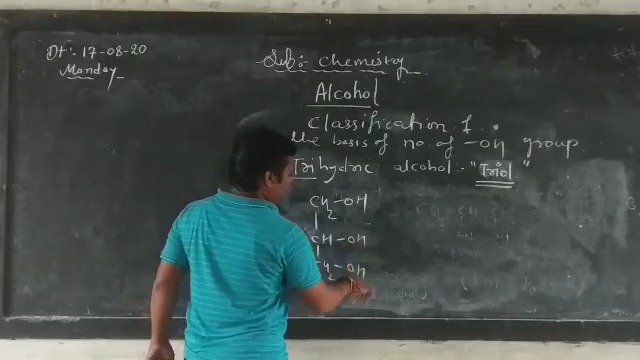 Dt:- 17-08-20
Monday
Sub:- Chemistry
Alcohol
Classification of
the basis of no. of -OH group
Trihydric alcohol:- "Triol"
CH2-OH
|
CH-OH
|
CH2-OH